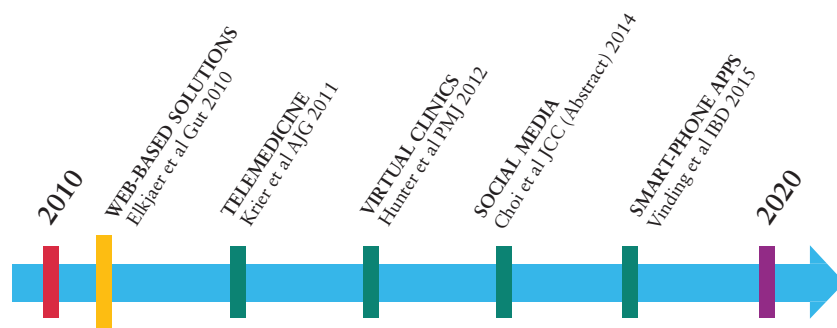 2010
WEB-BASED SOLUTIONS
Elkjaer et al Gut 2010
TELEMEDICINE
Krier et al AJG 2011
VIRTUAL CLINICS
Hunter et al PMJ 2012
SOCIAL MEDIA
Choi et al JCC (Abstract) 2014
SMART-PHONE APPS
Vinding et al IBD 2015
2020